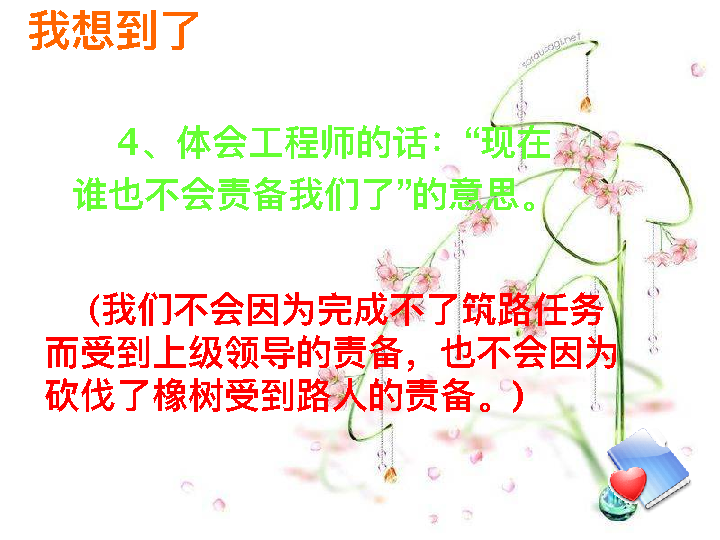 我想到了
4、体会工程师的话：“现在
谁也不会责备我们了”的意思。
(我们不会因为完成不了筑路任务
而受到上级领导的责备，也不会因为
砍伐了橡树受到路人的责备。)